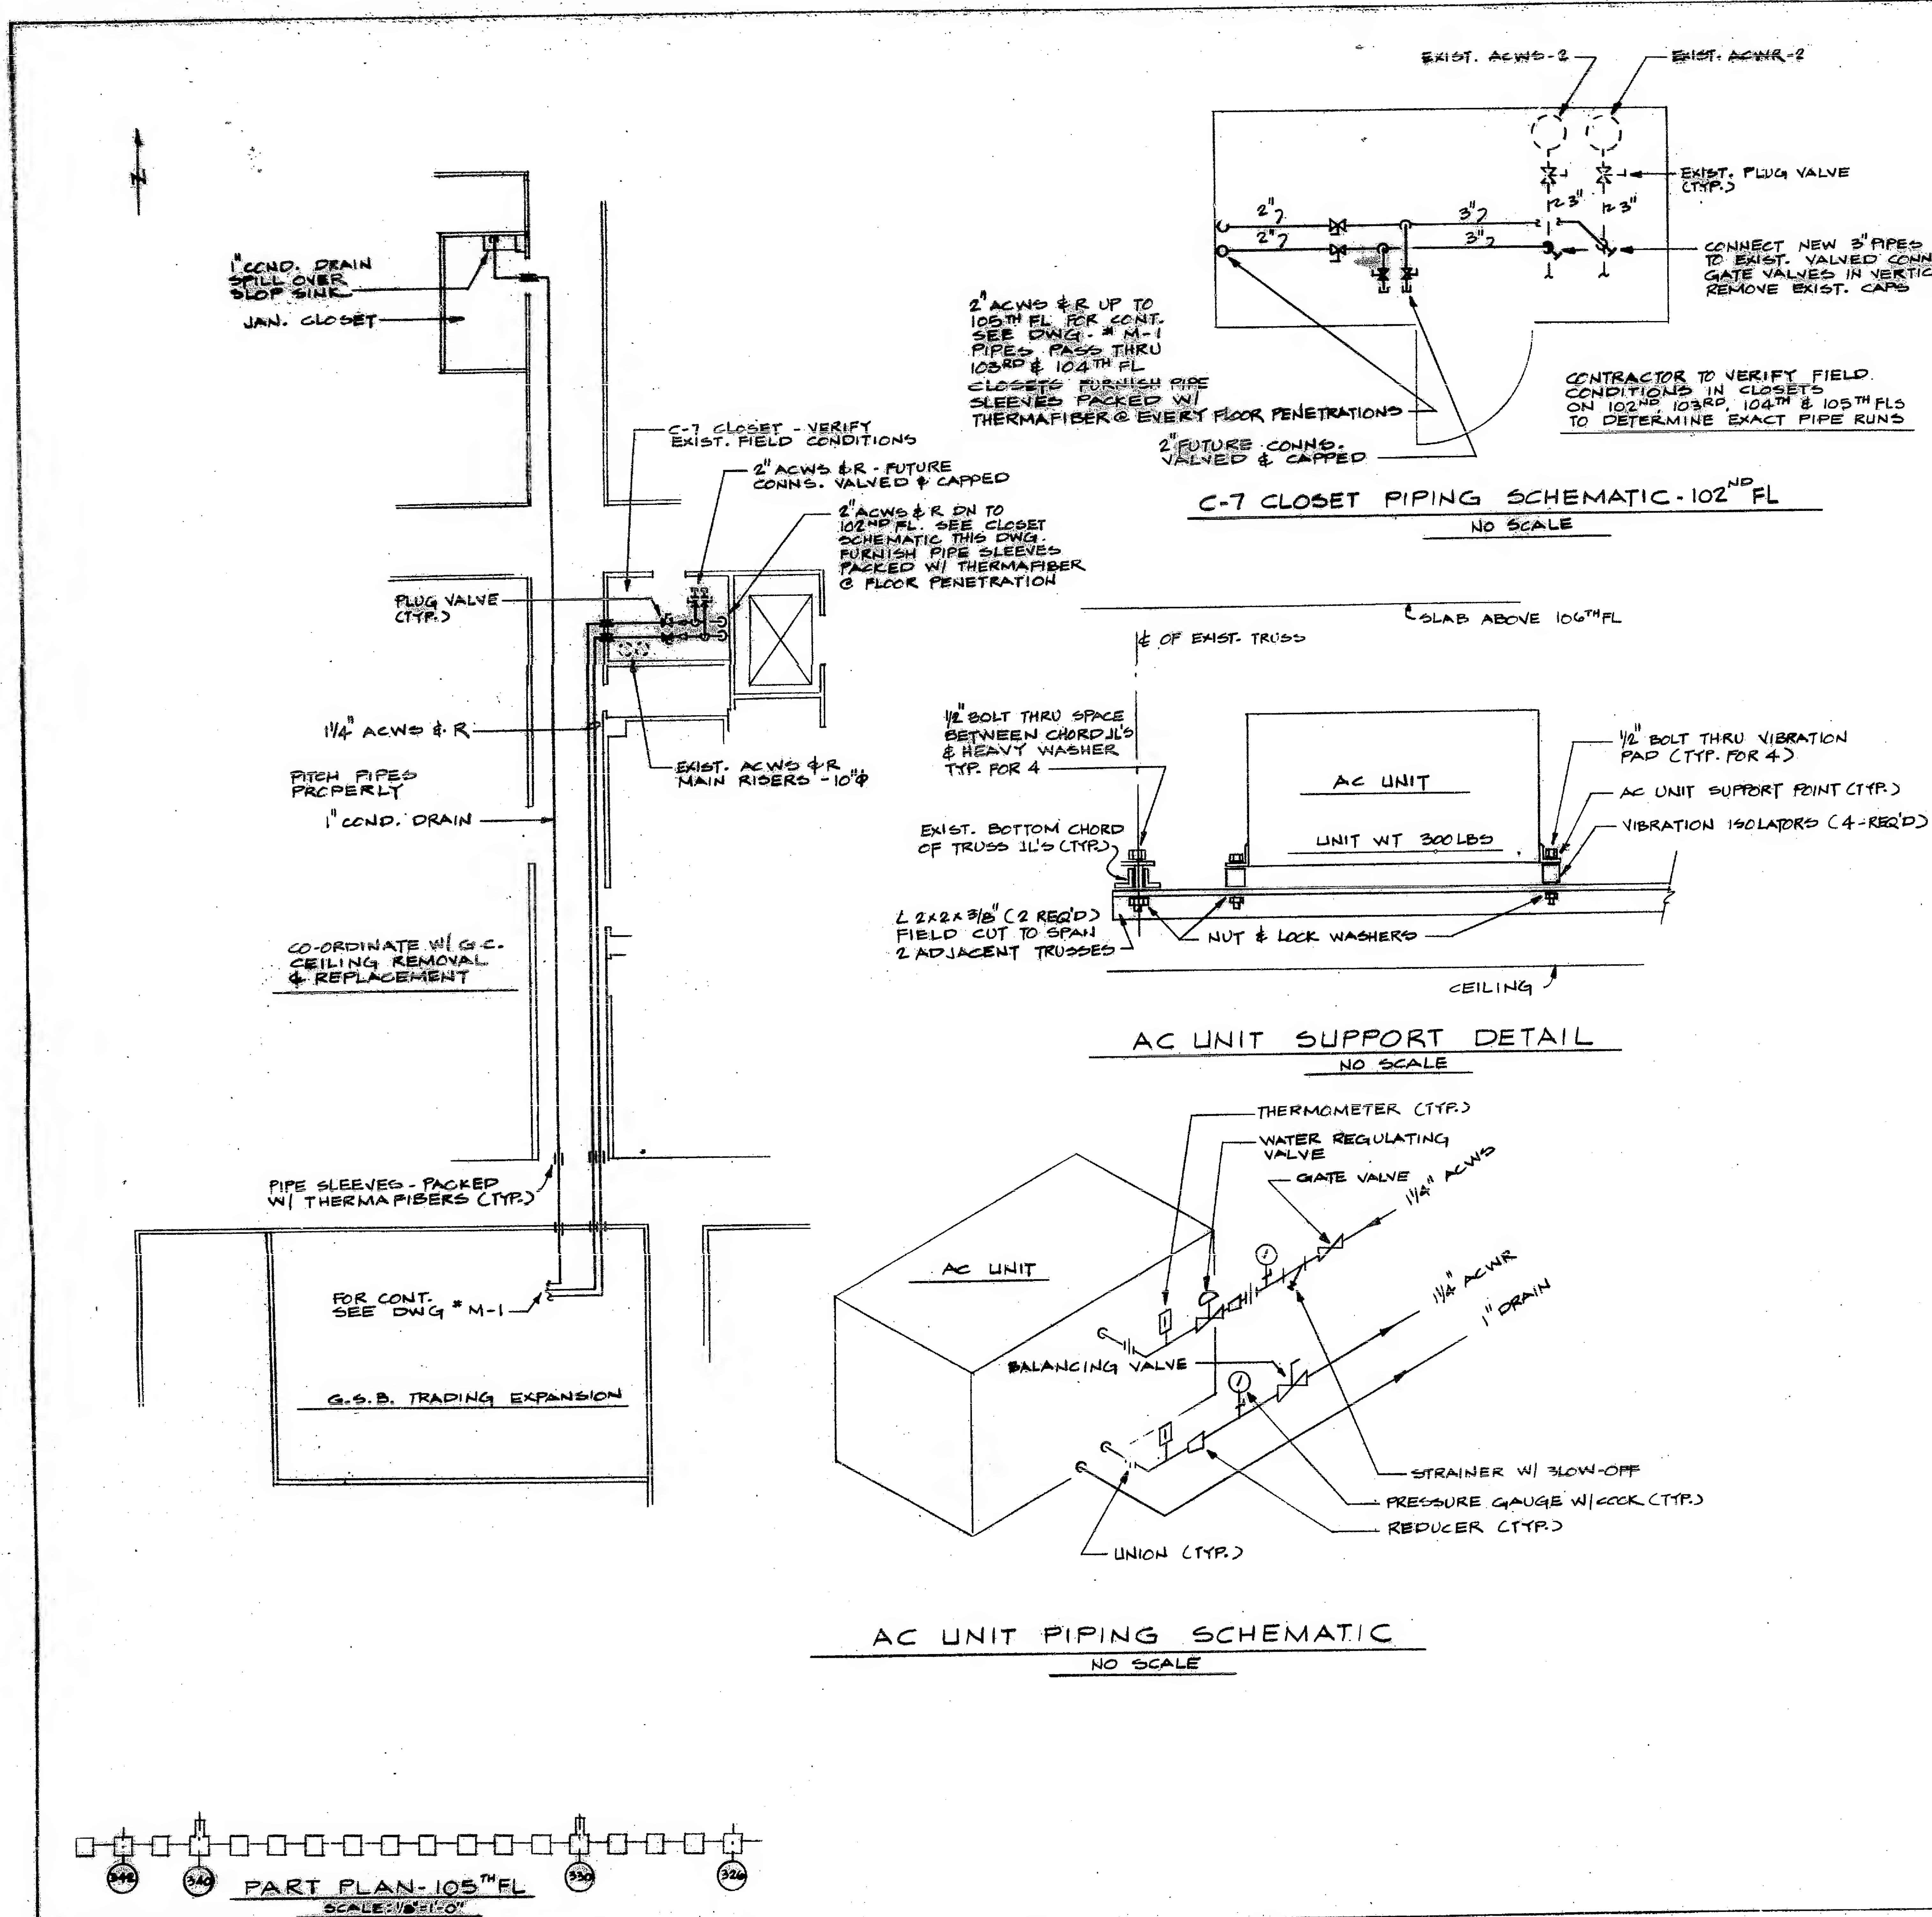 N
1" COND. DRAIN
SPILL OVER
SLOP SINK
JAN. CLOSET
C-7 CLOSET - VERIFY
EXIST. FIELD CONDITIONS
2" ACWS & R - FUTURE
CONNS. VALVED & CAPPED
2" ACWS & R DN TO
102ND FL. SEE CLOSET
SCHEMATIC THIS DWG.
FURNISH PIPE SLEEVES
PACKED W/ THERMAFIBER
@ FLOOR PENETRATION
PLUG VALVE
(TYP.)
1 1/4" ACWS & R
EXIST. ACWS & R
MAIN RISERS - 10"Φ
PITCH PIPES
PROPERLY
1" COND. DRAIN
CO-ORDINATE W/ G.C.
CEILING REMOVAL
& REPLACEMENT
PIPE SLEEVES - PACKED
W/ THERMAFIBERS (TYP.)
FOR CONT.
SEE DWG # M-1
G.S.B. TRADING EXPANSION
342
340
330
326
PART PLAN - 105TH FL
SCALE: 1/8"=1'-0"
EXIST. ACWS-2
EXIST. ACWR-2
EXIST. PLUG VALVE
(TYP.)
3"
3"
2"
3"
2"
3"
CONNECT NEW 3" PIPES
TO EXIST. VALVED CONN
GATE VALVES IN VERTIC
REMOVE EXIST. CAPS
2" ACWS & R UP TO
105TH FL FOR CONT.
SEE DWG. # M-1
PIPES PASS THRU
103RD & 104TH FL
CLOSETS FURNISH PIPE
SLEEVES PACKED W/
THERMAFIBER @ EVERY FLOOR PENETRATIONS
2" FUTURE CONNS.
VALVED & CAPPED
CONTRACTOR TO VERIFY FIELD
CONDITIONS IN CLOSETS
ON 102ND, 103RD, 104TH & 105TH FLS
TO DETERMINE EXACT PIPE RUNS
C-7 CLOSET PIPING SCHEMATIC - 102ND FL
NO SCALE
SLAB ABOVE 106TH FL
℄ OF EXIST. TRUSS
1/2" BOLT THRU SPACE
BETWEEN CHORD JL'S
& HEAVY WASHER
TYP. FOR 4
EXIST. BOTTOM CHORD
OF TRUSS JL'S (TYP.)
L 2x2x3/8" (2 REQ'D)
FIELD CUT TO SPAN
2 ADJACENT TRUSSES
AC UNIT
UNIT WT 300 LBS
1/2" BOLT THRU VIBRATION
PAD (TYP. FOR 4)
AC UNIT SUPPORT POINT (TYP.)
VIBRATION ISOLATORS (4-REQ'D)
NUT & LOCK WASHERS
CEILING
AC UNIT SUPPORT DETAIL
NO SCALE
THERMOMETER (TYP.)
WATER REGULATING
VALVE
GATE VALVE
1 1/4" ACWS
AC UNIT
1 1/4" ACWR
1" DRAIN
BALANCING VALVE
STRAINER W/ BLOW-OFF
PRESSURE GAUGE W/ COCK (TYP.)
REDUCER (TYP.)
UNION (TYP.)
AC UNIT PIPING SCHEMATIC
NO SCALE